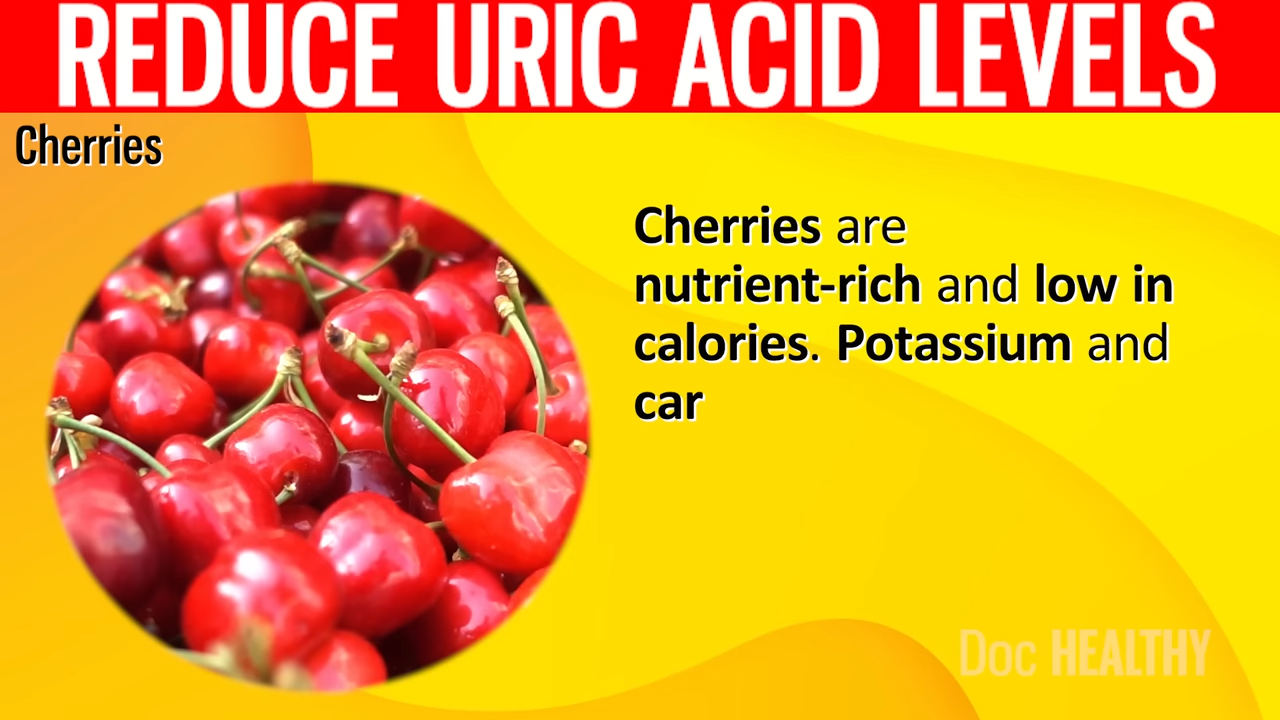 REDUCE URIC ACID LEVELS
Cherries
Cherries are
nutrient-rich and low in
calories. Potassium and
car
Doc HEALTHY